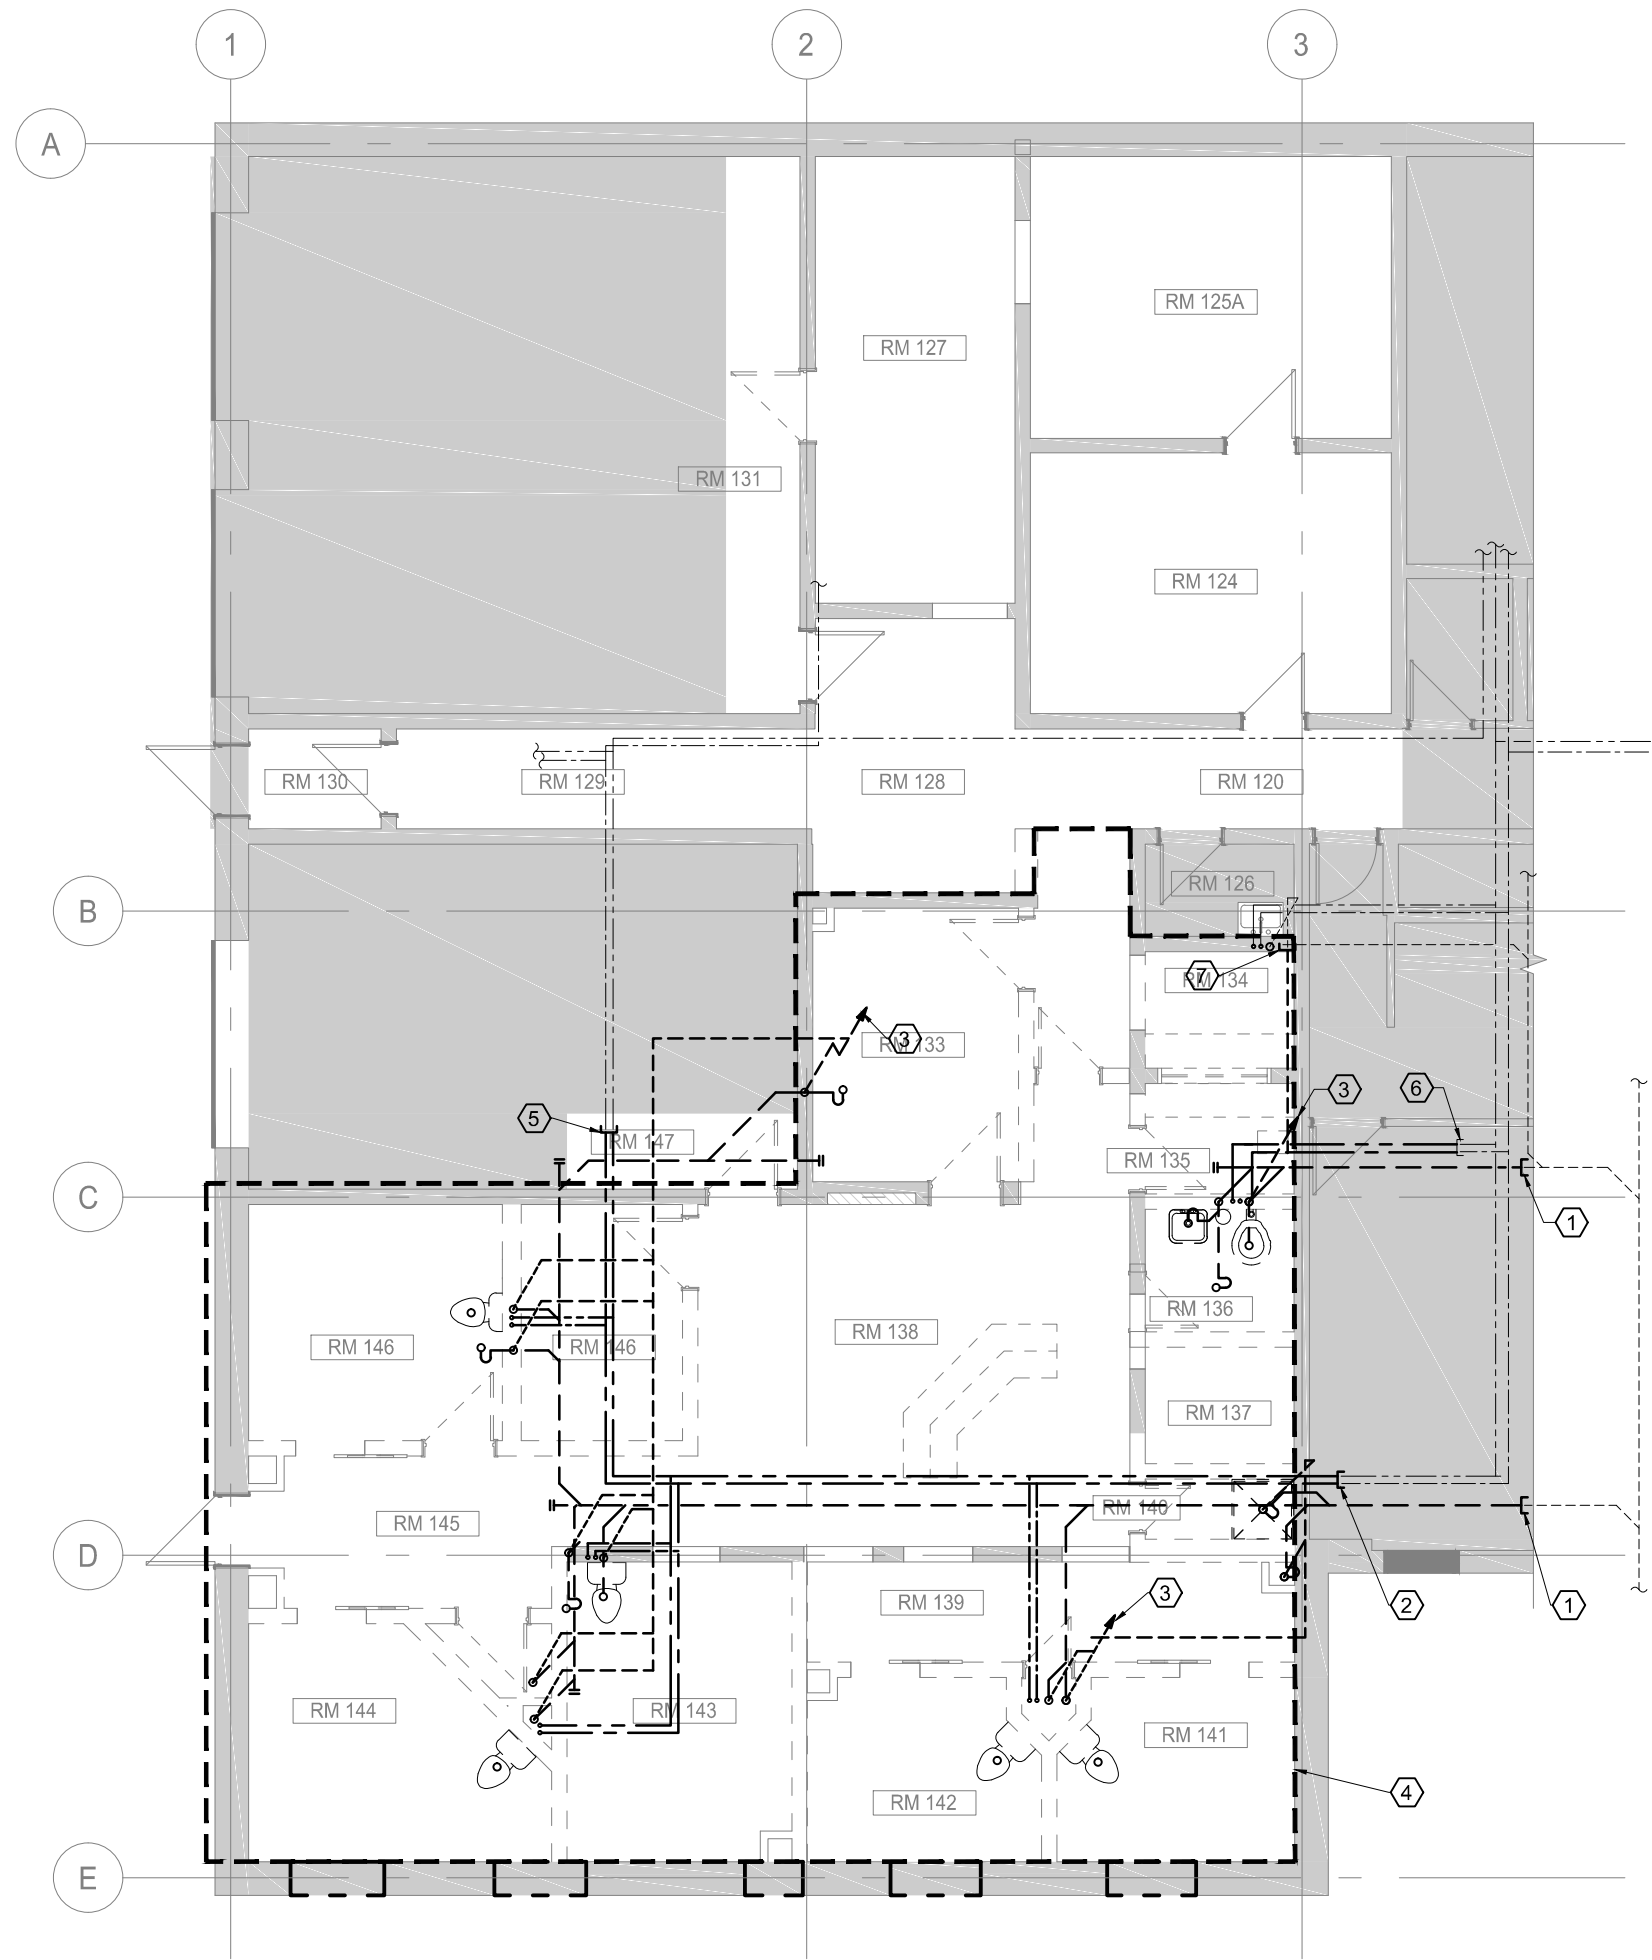 1
2
3
A
RM 125A
RM 127
RM 131
RM 124
RM 130
RM 129
RM 128
RM 120
RM 126
B
7
RM 134
3
RM 133
3
6
5
RM 147
RM 135
C
1
RM 136
RM 138
RM 146
RM 146
RM 137
RM 140
RM 145
D
3
RM 139
2
1
RM 144
RM 143
RM 141
4
RM 142
E